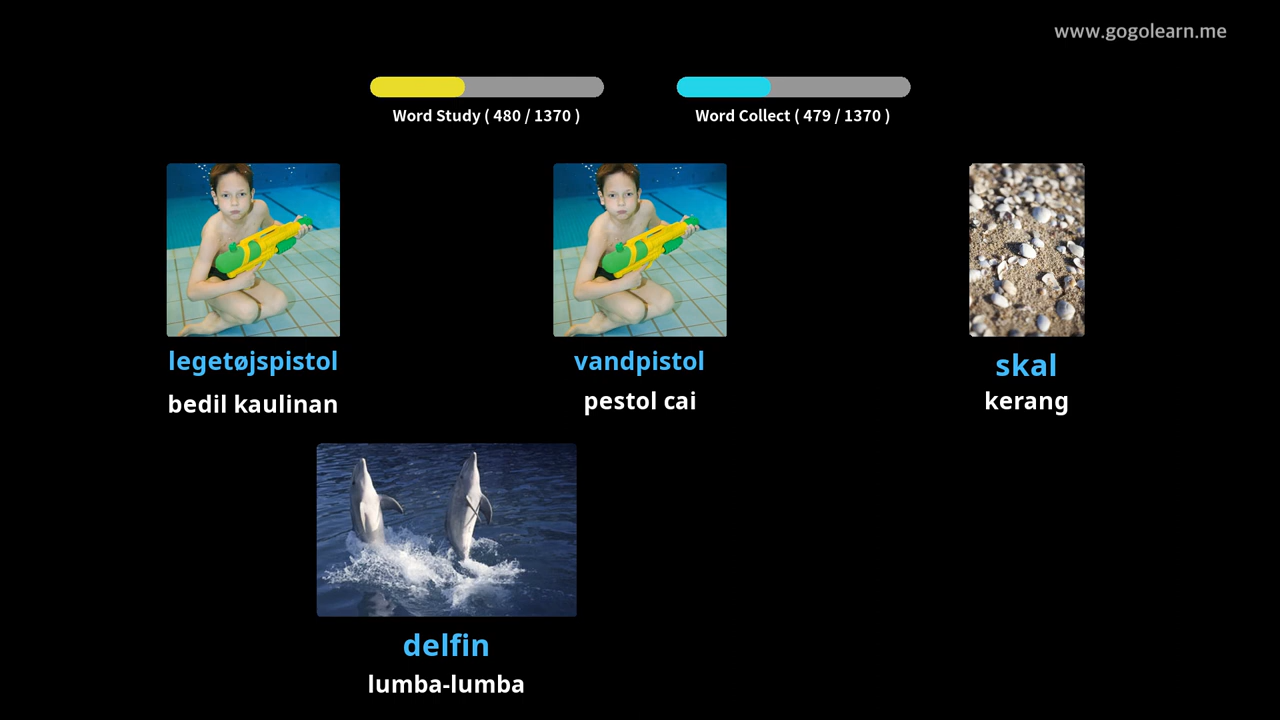 www.gogolearn.me
Word Study ( 480 / 1370 )
Word Collect ( 479 / 1370 )
legetøjspistol
bedil kaulinan
vandpistol
pestol cai
skal
kerang
delfin
lumba-lumba